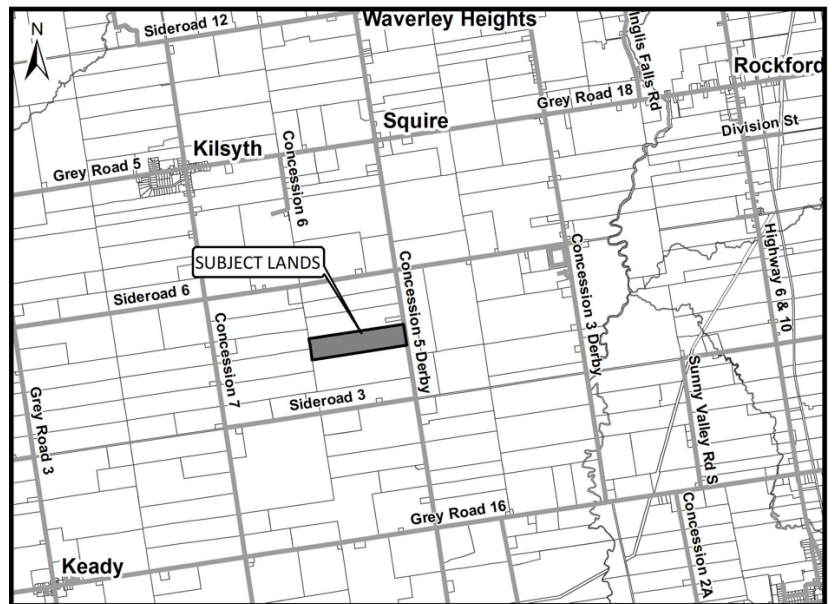 Waverley Heights
Sideroad 12
N
Inglis Falls Rd
Rockford
Grey Road 18
Squire
Division St
Kilsyth
Concession 6
Grey Road 5
SUBJECT LANDS
Concession 5 Derby
Concession 3 Derby
Highway 6 & 10
Sideroad 6
Concession 7
Sideroad 3
Sunny Valley Rd S
Grey Road 3
Grey Road 16
Concession 2A
Keady